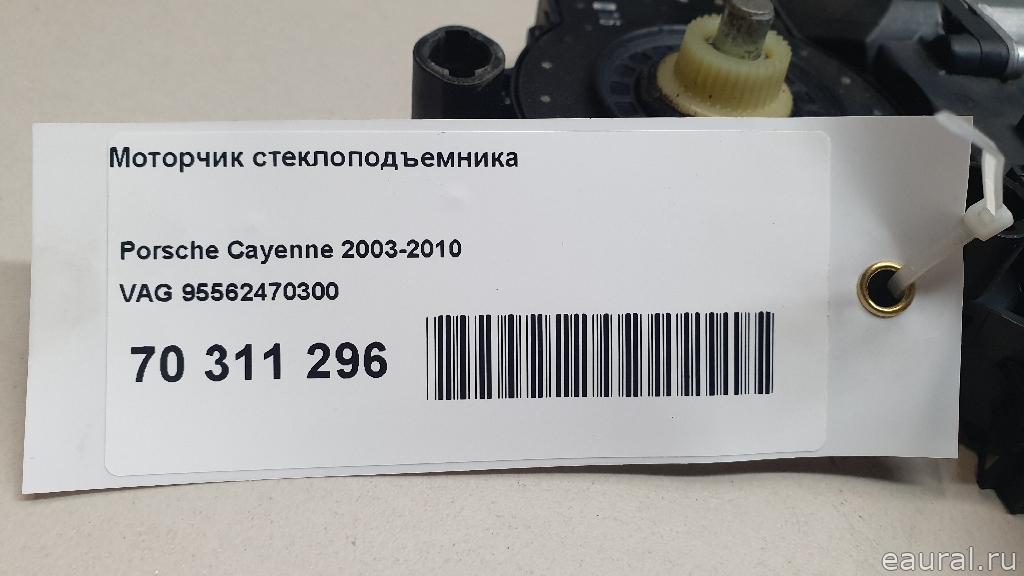 Моторчик стеклоподъемника
Porsche Cayenne 2003-2010
VAG 95562470300
70 311 296
eaural.ru